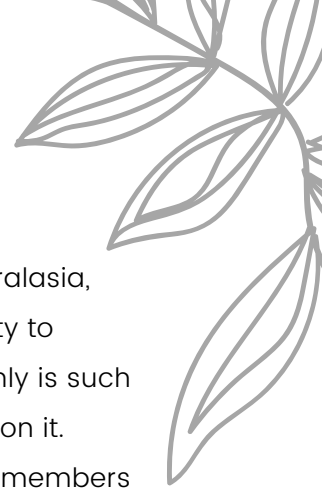 ralasia,
ty to
nly is such
on it.
members